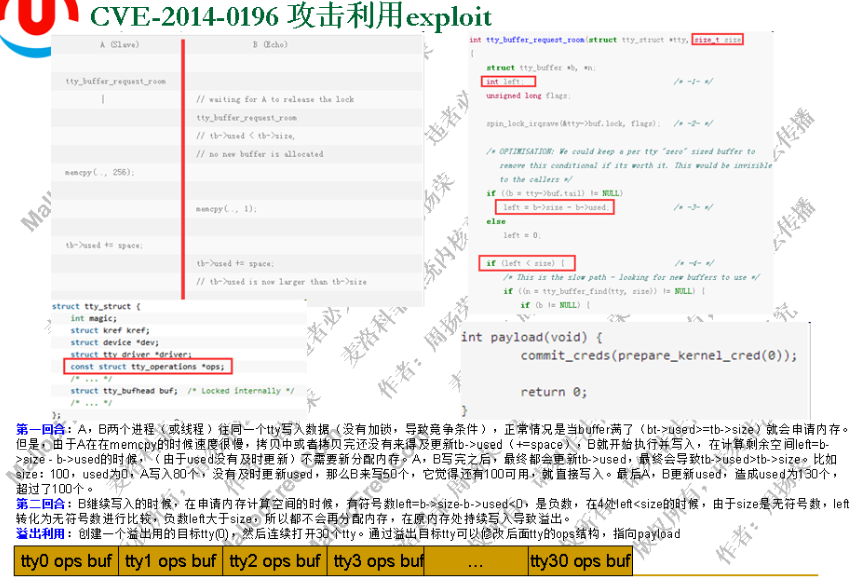 CVE-2014-0196 攻击利用exploit
A (Slave) B (Echo)
tty_buffer_request_room
| // waiting for A to release the lock
tty_buffer_request_room
// tb->used < tb->size,
// no new buffer is allocated
memcpy(.., 256);
memcpy(.., 1);
tb->used += space;
tb->used += space;
// tb->used is now larger than tb->size
int tty_buffer_request_room(struct tty_struct *tty, size_t size)
{
struct tty_buffer *b, *n;
int left; /* -1- */
unsigned long flags;
spin_lock_irqsave(&tty->buf.lock, flags); /* -2- */
/* OPTIMISATION: We could keep a per tty "zero" sized buffer to
remove this conditional if its worth it. This would be invisible
to the callers */
if ((b = tty->buf.tail) != NULL)
left = b->size - b->used; /* -3- */
else
left = 0;
if (left < size) { /* -4- */
/* This is the slow path - looking for new buffers to use */
if ((n = tty_buffer_find(tty, size)) != NULL) {
if (b != NULL) {
struct tty_struct {
int magic;
struct kref kref;
struct device *dev;
struct tty_driver *driver;
const struct tty_operations *ops;
/* ... */
struct tty_bufhead buf; /* Locked internally */
/* ... */
};
int payload(void) {
commit_creds(prepare_kernel_cred(0));
return 0;
}
第一回合：A，B两个进程（或线程）往同一个tty写入数据（没有加锁，导致竞争条件），正常情况是当buffer满了（bt->used>=tb->size）就会申请内存。
但是，由于A在在memcpy的时候速度很慢，拷贝中或者拷贝完还没有来得及更新tb->used（+=space），B就开始执行并写入，在计算剩余空间left=b-
>size - b->used的时候，（由于used没有及时更新）不需要新分配内存。A，B写完之后，最终都会更新tb->used，最终会导致tb->used>tb->size。比如
size：100，used为0，A写入80个，没有及时更新used，那么B来写50个，它觉得还有100可用，就直接写入。最后A，B更新used，造成used为130个，
超过了100个。
第二回合：B继续写入的时候，在申请内存计算空间的时候，有符号数left=b->size-b->used<0，是负数，在4处left<size的时候，由于size是无符号数，left
转化为无符号数进行比较，负数left大于size，所以都不会再分配内存，在原内存处持续写入导致溢出。
溢出利用：创建一个溢出用的目标tty(0)，然后连续打开30个tty。通过溢出目标tty可以修改后面tty的ops结构，指向payload
tty0 ops buf tty1 ops buf tty2 ops buf tty3 ops buf ... tty30 ops buf